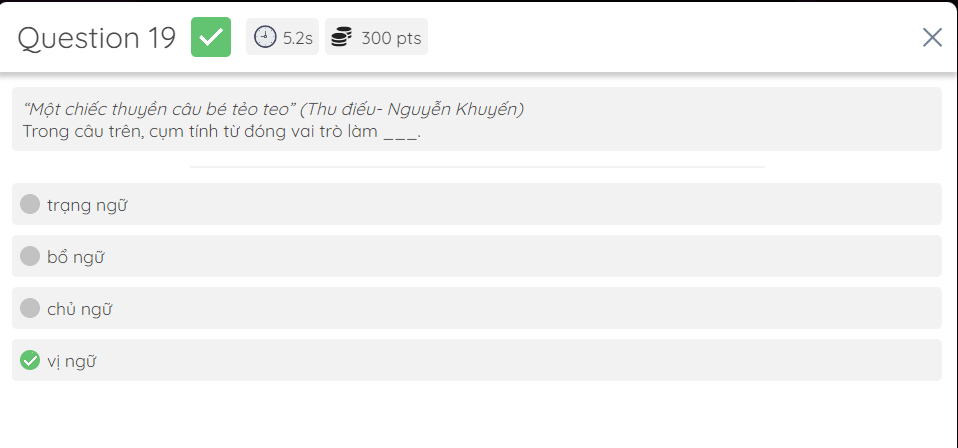 Question 19 5.2s 300 pts
“Một chiếc thuyền câu bé tẻo teo” (Thu điếu- Nguyễn Khuyến)
Trong câu trên, cụm tính từ đóng vai trò làm ___.
trạng ngữ
bổ ngữ
chủ ngữ
vị ngữ